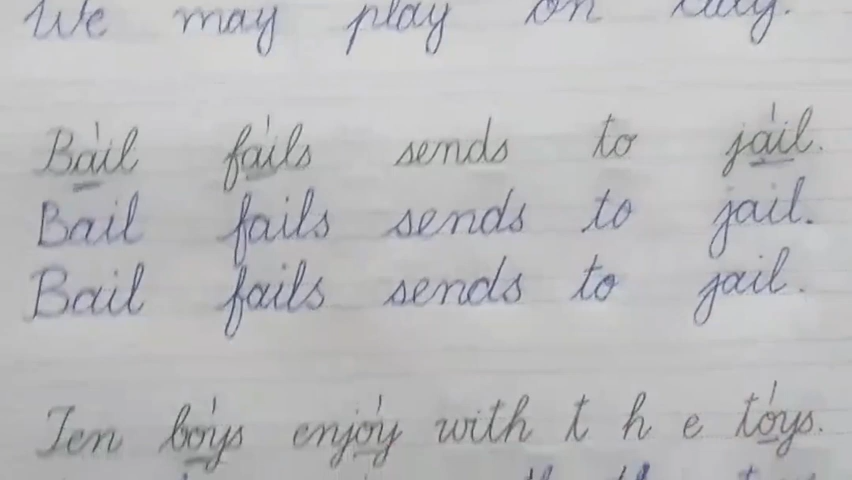 We may play on
Bail fails sends to jail.
Bail fails sends to jail.
Bail fails sends to jail.
Ten boys enjoy with t h e toys.